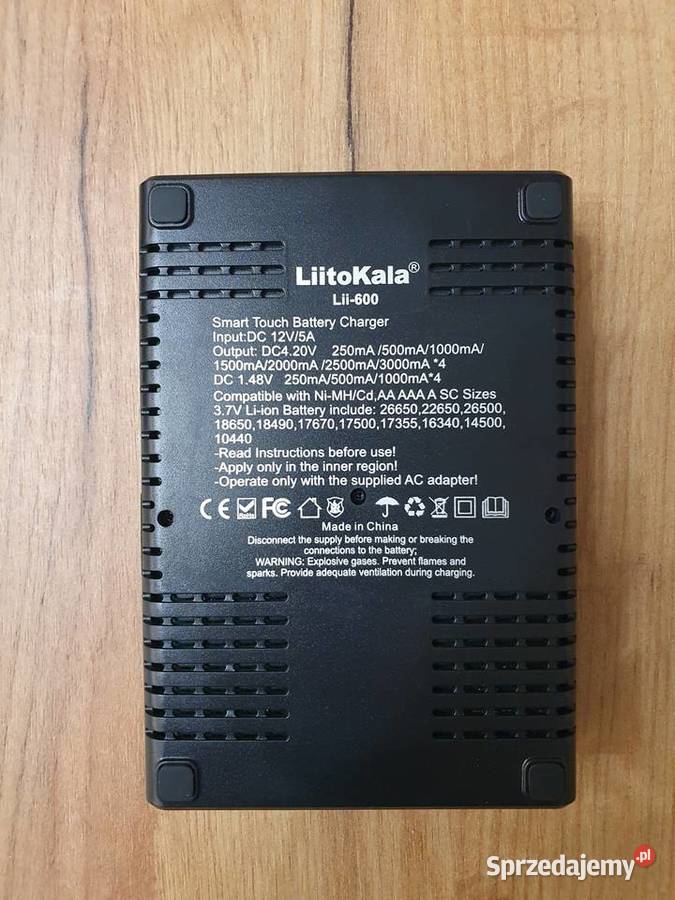 LiitoKala®
Lii-600
Smart Touch Battery Charger
Input:DC 12V/5A
Output: DC4.20V 250mA /500mA/1000mA/
1500mA/2000mA /2500mA/3000mA *4
DC 1.48V 250mA/500mA/1000mA*4
Compatible with Ni-MH/Cd,AA AAA A SC Sizes
3.7V Li-ion Battery include: 26650,22650,26500,
18650,18490,17670,17500,17355,16340,14500,
10440
-Read Instructions before use!
-Apply only in the inner region!
-Operate only with the supplied AC adapter!
CE RoHS FC
Made in China
Disconnect the supply before making or breaking the
connections to the battery;
WARNING: Explosive gases. Prevent flames and
sparks. Provide adequate ventilation during charging.
Sprzedajemy.pl